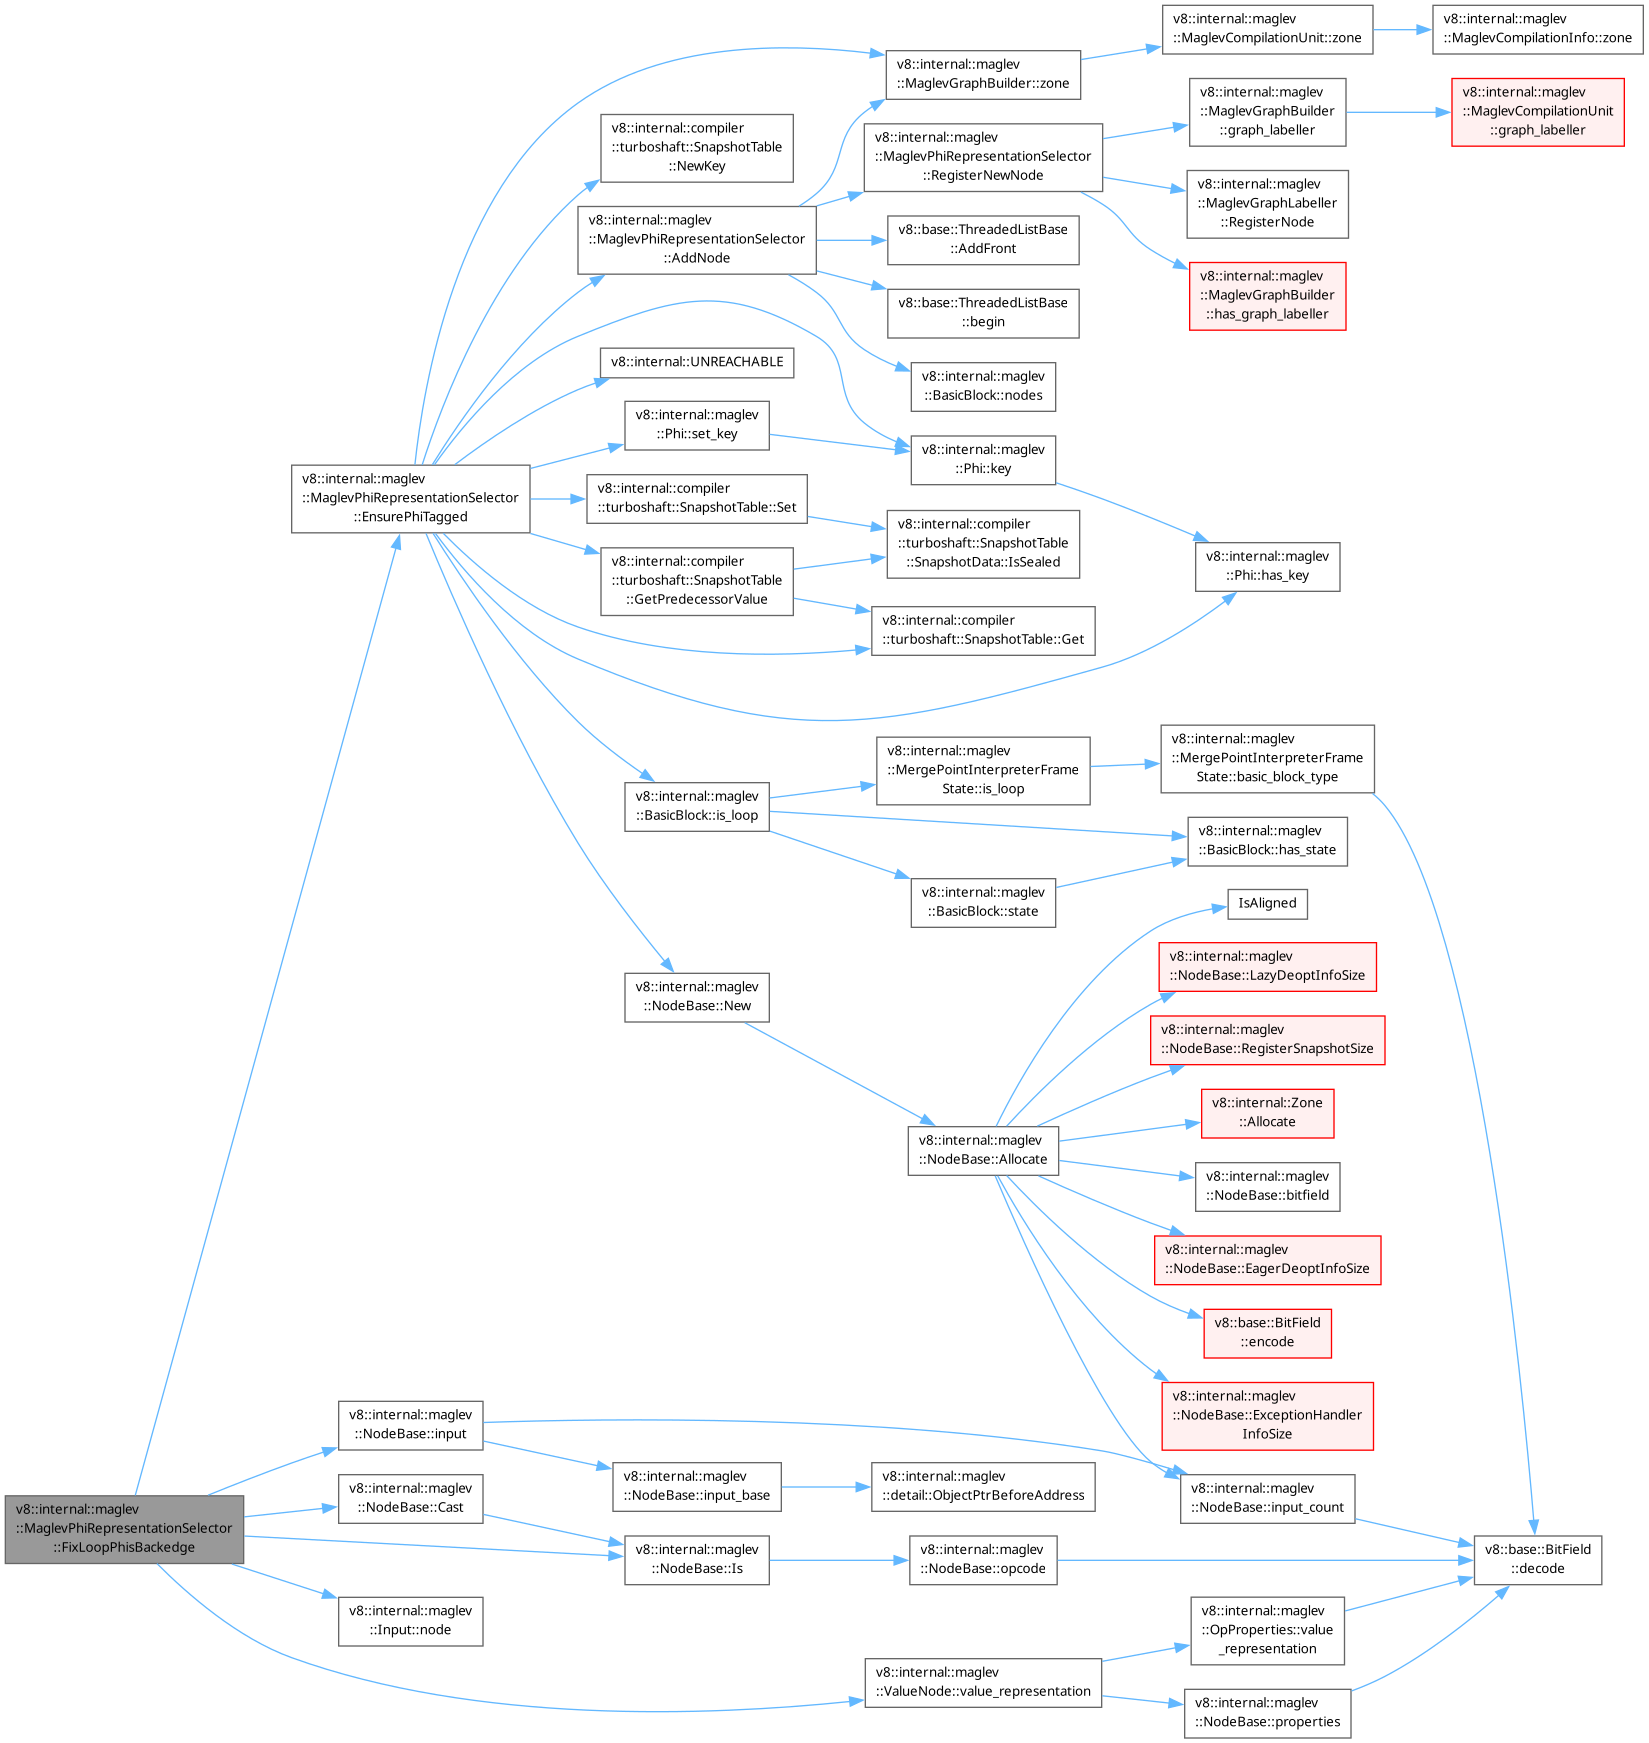 v8::internal::maglev
::MaglevPhiRepresentationSelector
::FixLoopPhisBackedge
v8::internal::maglev
::MaglevPhiRepresentationSelector
::EnsurePhiTagged
v8::internal::maglev
::NodeBase::input
v8::internal::maglev
::NodeBase::Cast
v8::internal::maglev
::Input::node
v8::internal::compiler
::turboshaft::SnapshotTable
::NewKey
v8::internal::maglev
::MaglevPhiRepresentationSelector
::AddNode
v8::internal::UNREACHABLE
v8::internal::maglev
::Phi::set_key
v8::internal::compiler
::turboshaft::SnapshotTable::Set
v8::internal::compiler
::turboshaft::SnapshotTable
::GetPredecessorValue
v8::internal::maglev
::BasicBlock::is_loop
v8::internal::maglev
::NodeBase::New
v8::internal::maglev
::NodeBase::input_base
v8::internal::maglev
::NodeBase::Is
v8::internal::maglev
::MaglevGraphBuilder::zone
v8::internal::maglev
::MaglevPhiRepresentationSelector
::RegisterNewNode
v8::base::ThreadedListBase
::AddFront
v8::base::ThreadedListBase
::begin
v8::internal::maglev
::BasicBlock::nodes
v8::internal::maglev
::Phi::key
v8::internal::compiler
::turboshaft::SnapshotTable
::SnapshotData::IsSealed
v8::internal::compiler
::turboshaft::SnapshotTable::Get
v8::internal::maglev
::MergePointInterpreterFrame
State::is_loop
v8::internal::maglev
::BasicBlock::state
v8::internal::maglev
::NodeBase::Allocate
v8::internal::maglev
::detail::ObjectPtrBeforeAddress
v8::internal::maglev
::NodeBase::opcode
v8::internal::maglev
::ValueNode::value_representation
v8::internal::maglev
::MaglevCompilationUnit::zone
v8::internal::maglev
::MaglevGraphBuilder
::graph_labeller
v8::internal::maglev
::MaglevGraphLabeller
::RegisterNode
v8::internal::maglev
::MaglevGraphBuilder
::has_graph_labeller
v8::internal::maglev
::Phi::has_key
v8::internal::maglev
::MergePointInterpreterFrame
State::basic_block_type
v8::internal::maglev
::BasicBlock::has_state
IsAligned
v8::internal::maglev
::NodeBase::LazyDeoptInfoSize
v8::internal::maglev
::NodeBase::RegisterSnapshotSize
v8::internal::Zone
::Allocate
v8::internal::maglev
::NodeBase::bitfield
v8::internal::maglev
::NodeBase::EagerDeoptInfoSize
v8::base::BitField
::encode
v8::internal::maglev
::NodeBase::ExceptionHandler
InfoSize
v8::internal::maglev
::NodeBase::input_count
v8::internal::maglev
::OpProperties::value
_representation
v8::internal::maglev
::NodeBase::properties
v8::internal::maglev
::MaglevCompilationInfo::zone
v8::internal::maglev
::MaglevCompilationUnit
::graph_labeller
v8::base::BitField
::decode